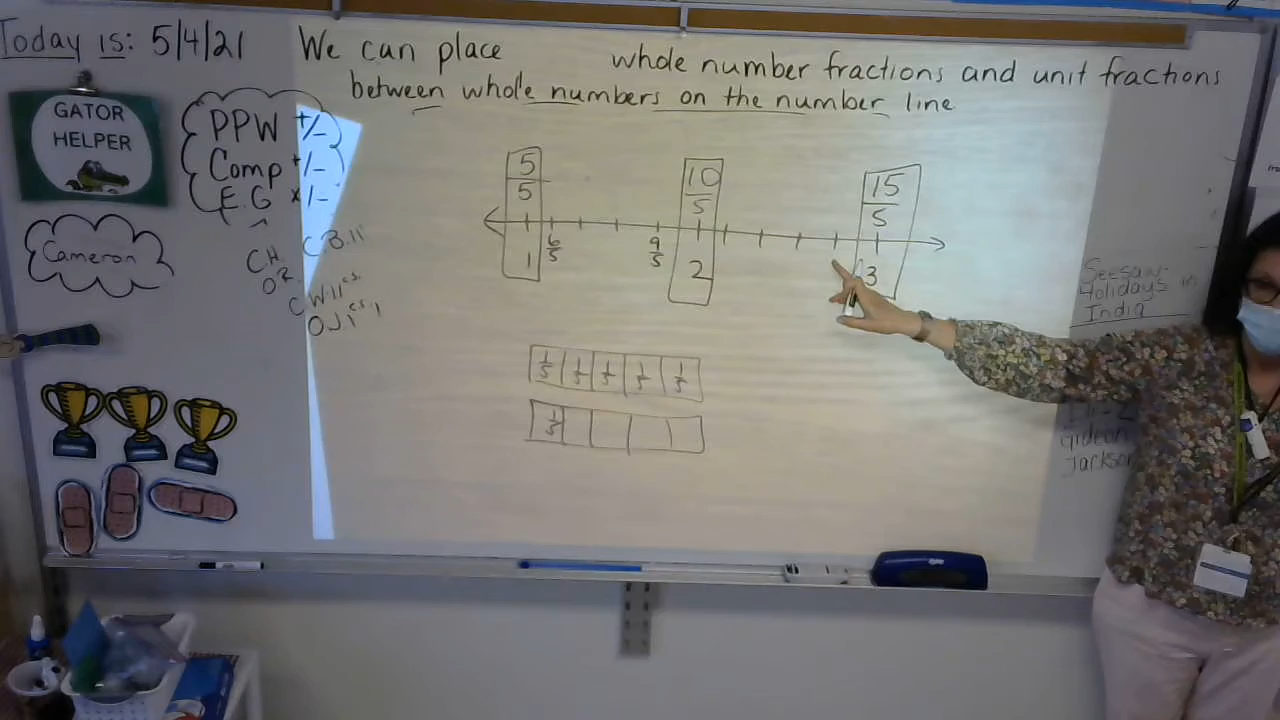 Today is: 5/4/21
We can place whole number fractions and unit fractions
between whole numbers on the number line
GATOR
HELPER
PPW +/-
Comp +/-
E.G x/-
Cameron
5/5 10/5 15/5
1 6/5 9/5 2 3
1/5 1/5 1/5 1/5 1/5
1/5
Seesaw
Holidays in
India
Gideon
Jackson